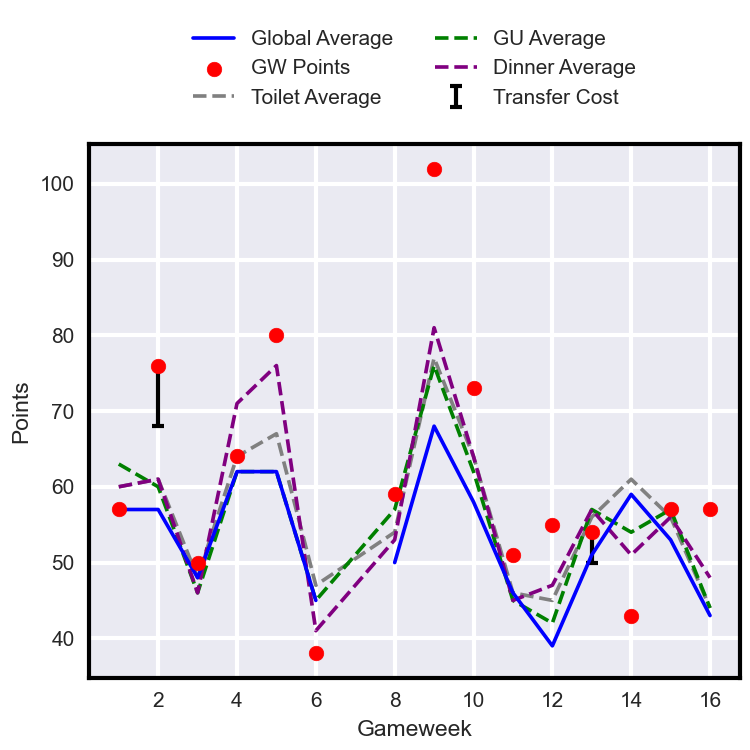 Global Average GU Average
GW Points Dinner Average
Toilet Average Transfer Cost
100
90
80
70
60
50
40
Points
2 4 6 8 10 12 14 16
Gameweek